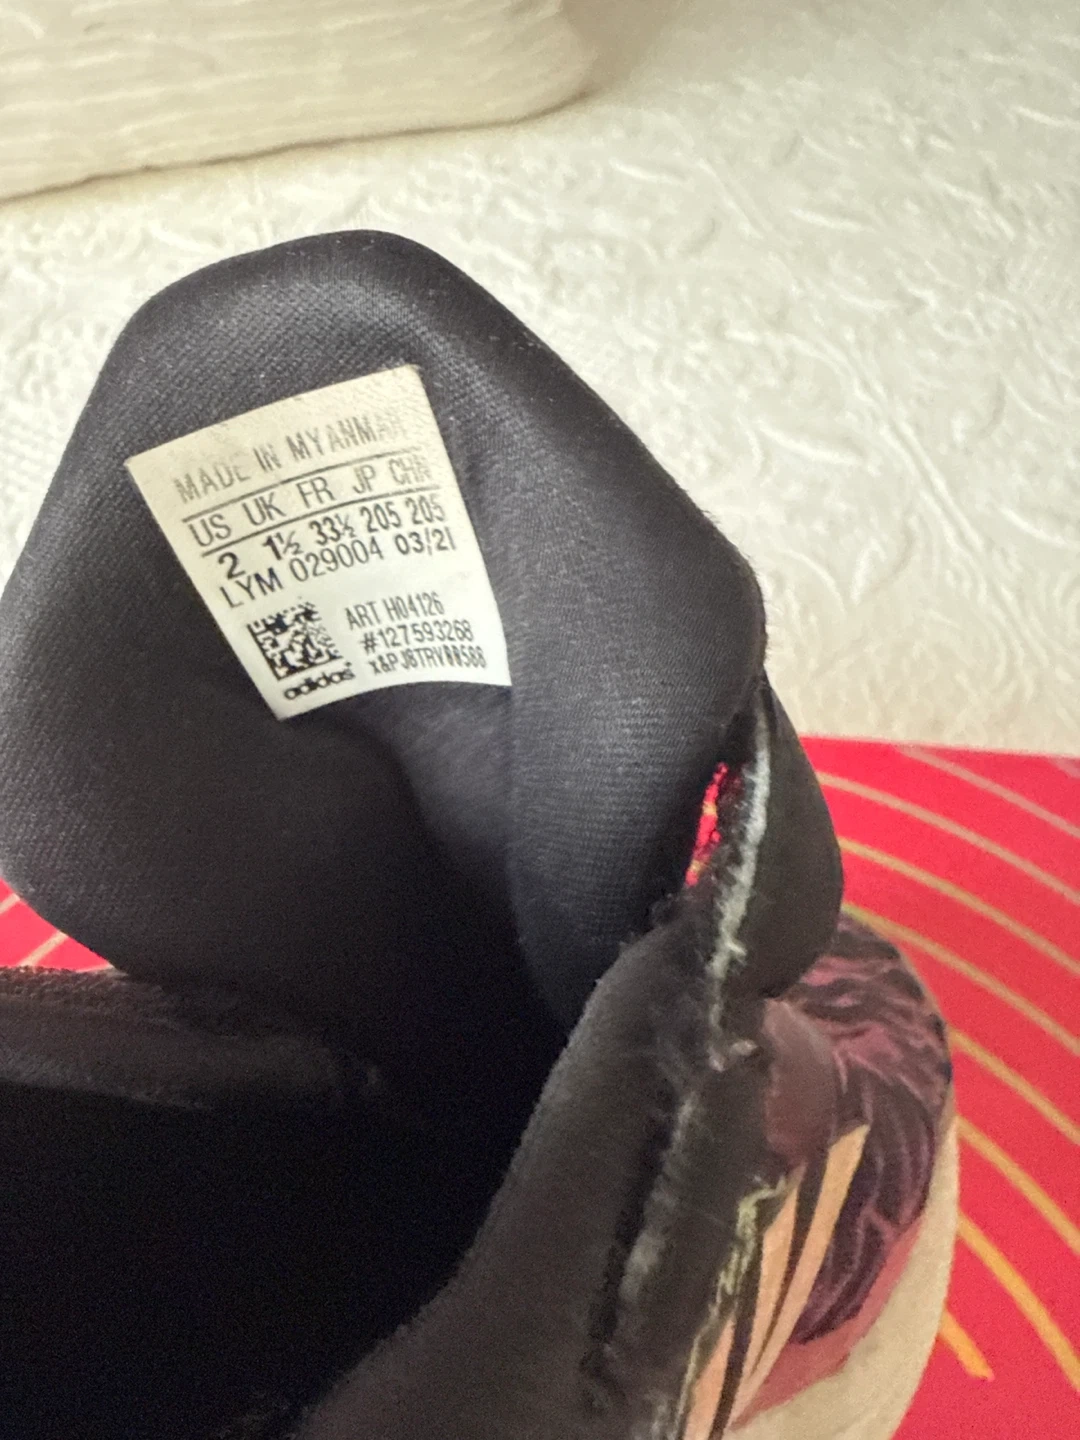 MADE IN MYANMAR
US UK FR JP CHN
2 1½ 33½ 205 205
LYM 029004 03/21
ART H04126
#127593268
adidas